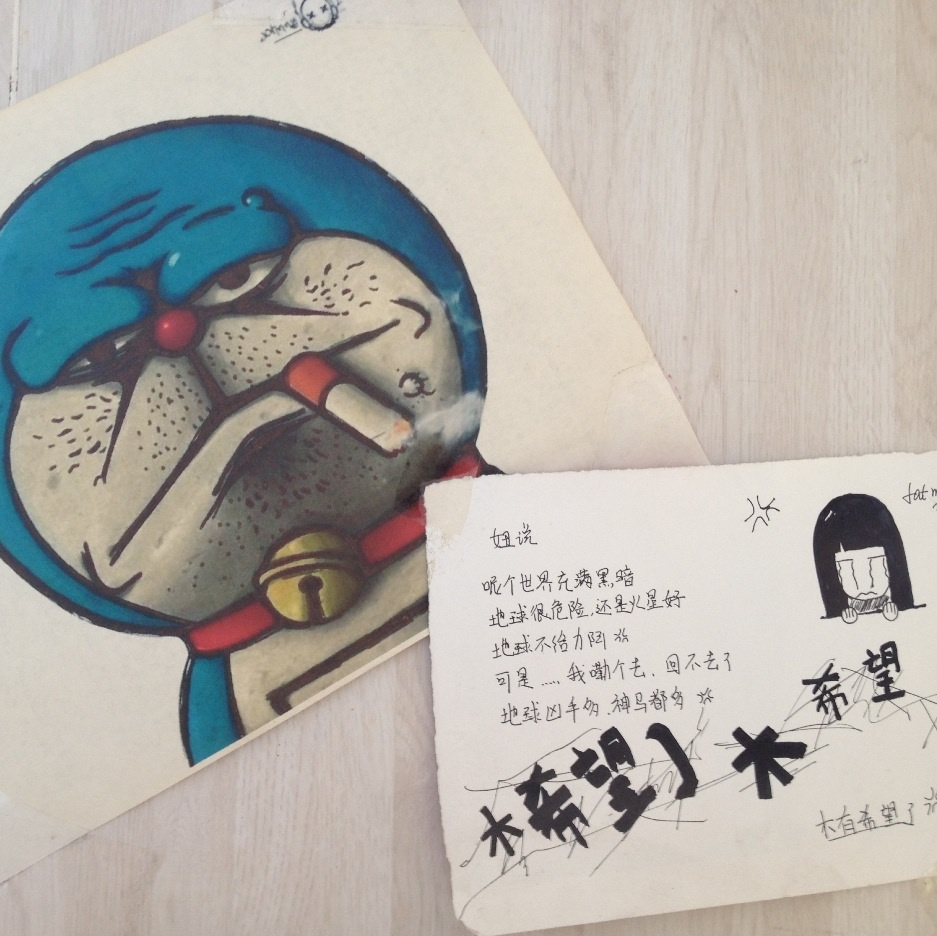 妞说
呢个世界充满黑暗
地球很危险.还是火星好
地球不给力阿
可是.....我嘞个去.回不去了
地球凶手多.神马都多
木希望了
木
希望
木有希望了